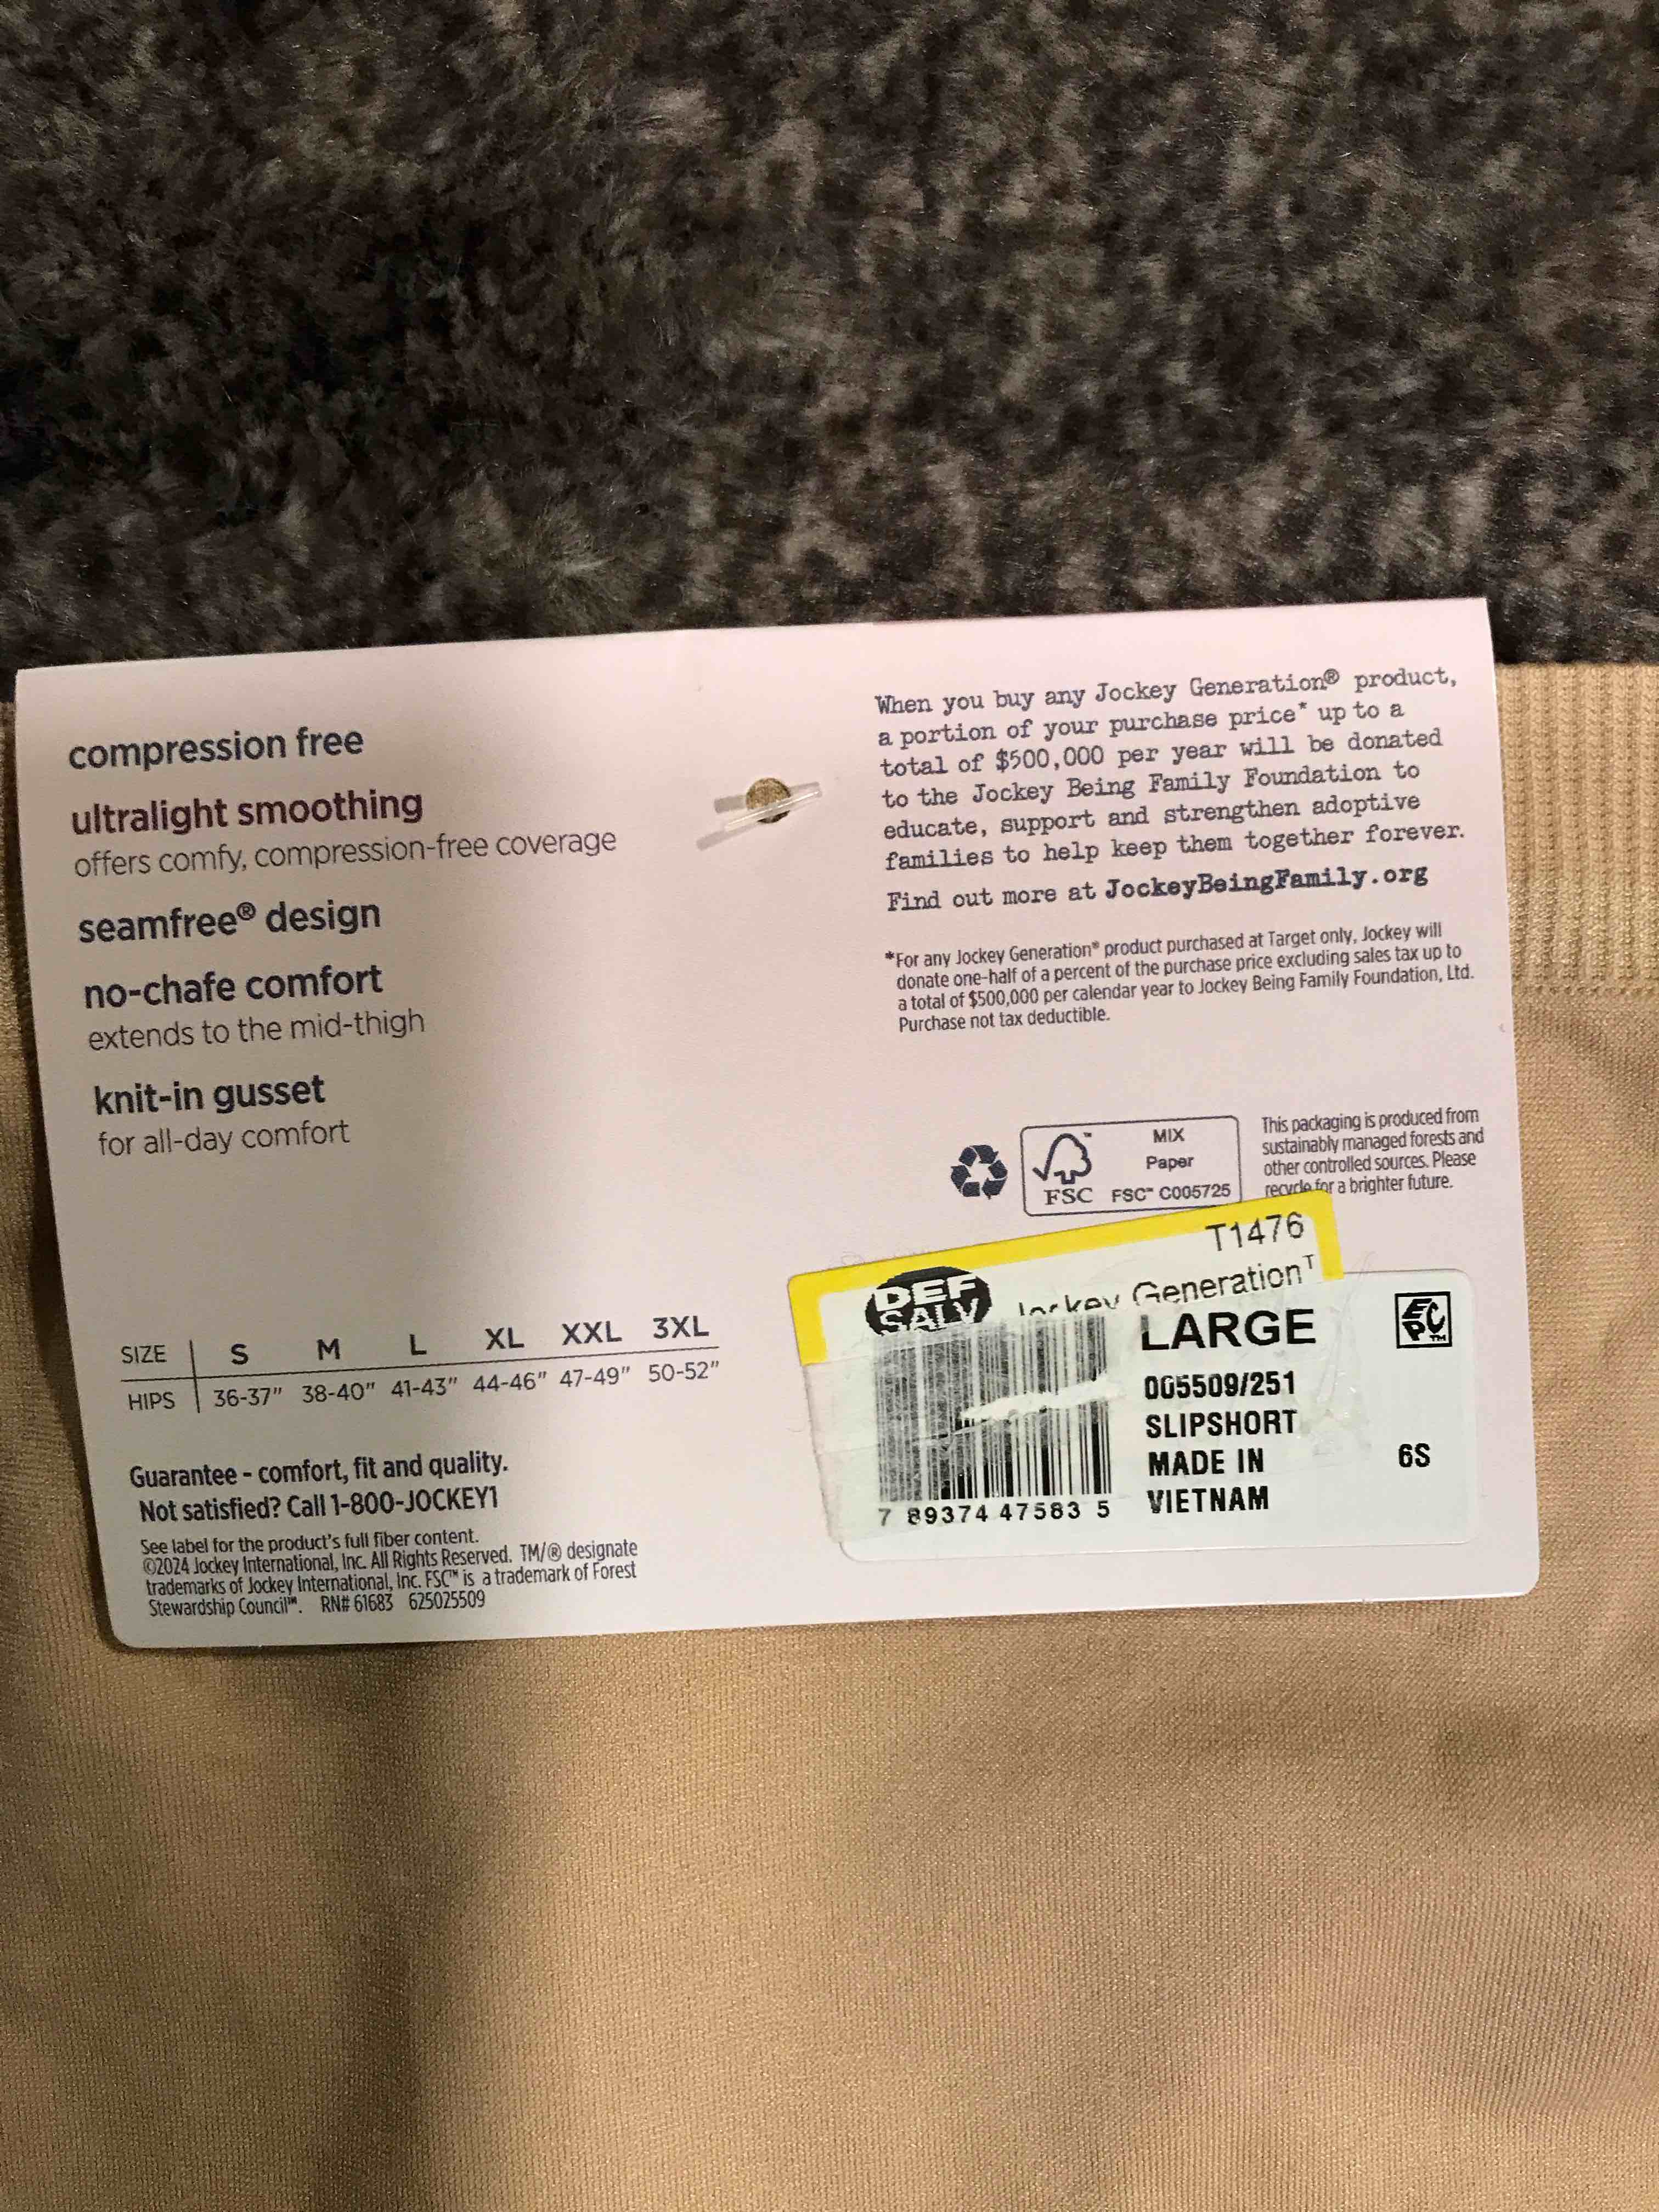 compression free
ultralight smoothing
offers comfy, compression-free coverage
seamfree® design
no-chafe comfort
extends to the mid-thigh
knit-in gusset
for all-day comfort
SIZE S M L XL XXL 3XL
HIPS 36-37" 38-40" 41-43" 44-46" 47-49" 50-52"
Guarantee - comfort, fit and quality.
Not satisfied? Call 1-800-JOCKEY1
See label for the product's full fiber content.
©2024 Jockey International, Inc. All Rights Reserved. TM/® designate
trademarks of Jockey International, Inc. FSC™ is a trademark of Forest
Stewardship Council™. RN# 61683 625025509
When you buy any Jockey Generation® product,
a portion of your purchase price* up to a
total of $500,000 per year will be donated
to the Jockey Being Family Foundation to
educate, support and strengthen adoptive
families to help keep them together forever.
Find out more at JockeyBeingFamily.org
*For any Jockey Generation® product purchased at Target only, Jockey will
donate one-half of a percent of the purchase price excluding sales tax up to
a total of $500,000 per calendar year to Jockey Being Family Foundation, Ltd.
Purchase not tax deductible.
FSC
MIX
Paper
FSC™ C005725
This packaging is produced from
sustainably managed forests and
other controlled sources. Please
recycle for a brighter future.
T1476
DEF
SALV
Jockey Generation T
LARGE
EPC™
005509/251
SLIPSHORT
MADE IN
VIETNAM
6S
7 89374 47583 5